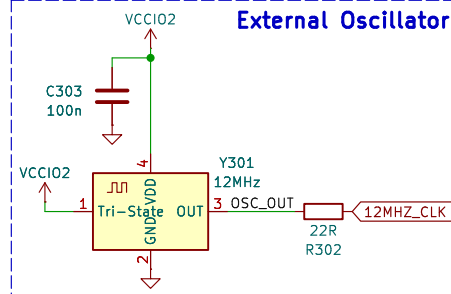 External Oscillator
VCCIO2
C303
100n
VCCIO2
Y301
12MHz
4
VDD
1
Tri-State
OUT
3
OSC_OUT
12MHZ_CLK
GND
2
22R
R302